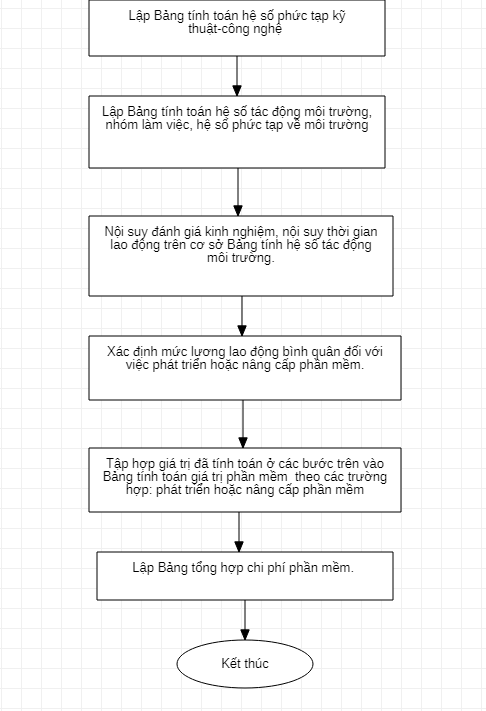 Lập Bảng tính toán hệ số phức tạp kỹ
thuật-công nghệ
Lập Bảng tính toán hệ số tác động môi trường,
nhóm làm việc, hệ số phức tạp về môi trường
Nội suy đánh giá kinh nghiệm, nội suy thời gian
lao động trên cơ sở Bảng tính hệ số tác động
môi trường.
Xác định mức lương lao động bình quân đối với
việc phát triển hoặc nâng cấp phần mềm.
Tập hợp giá trị đã tính toán ở các bước trên vào
Bảng tính toán giá trị phần mềm theo các trường
hợp: phát triển hoặc nâng cấp phần mềm
Lập Bảng tổng hợp chi phí phần mềm.
Kết thúc